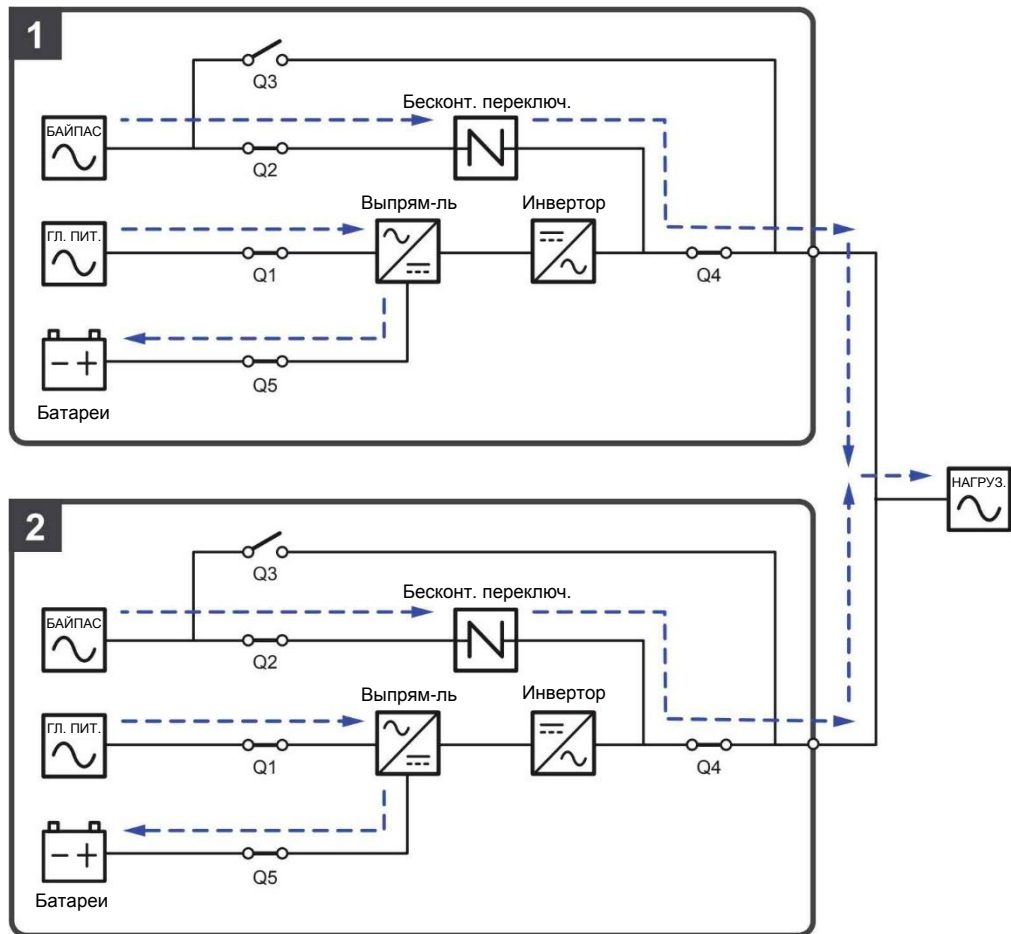 1
Q3
Бесконт. переключ.
БАЙПАС
Q2
Выпрям-ль
Инвертор
ГЛ. ПИТ.
Q1
Q4
Q5
Батареи
НАГРУЗ.
2
Q3
Бесконт. переключ.
БАЙПАС
Q2
Выпрям-ль
Инвертор
ГЛ. ПИТ.
Q1
Q4
Q5
Батареи